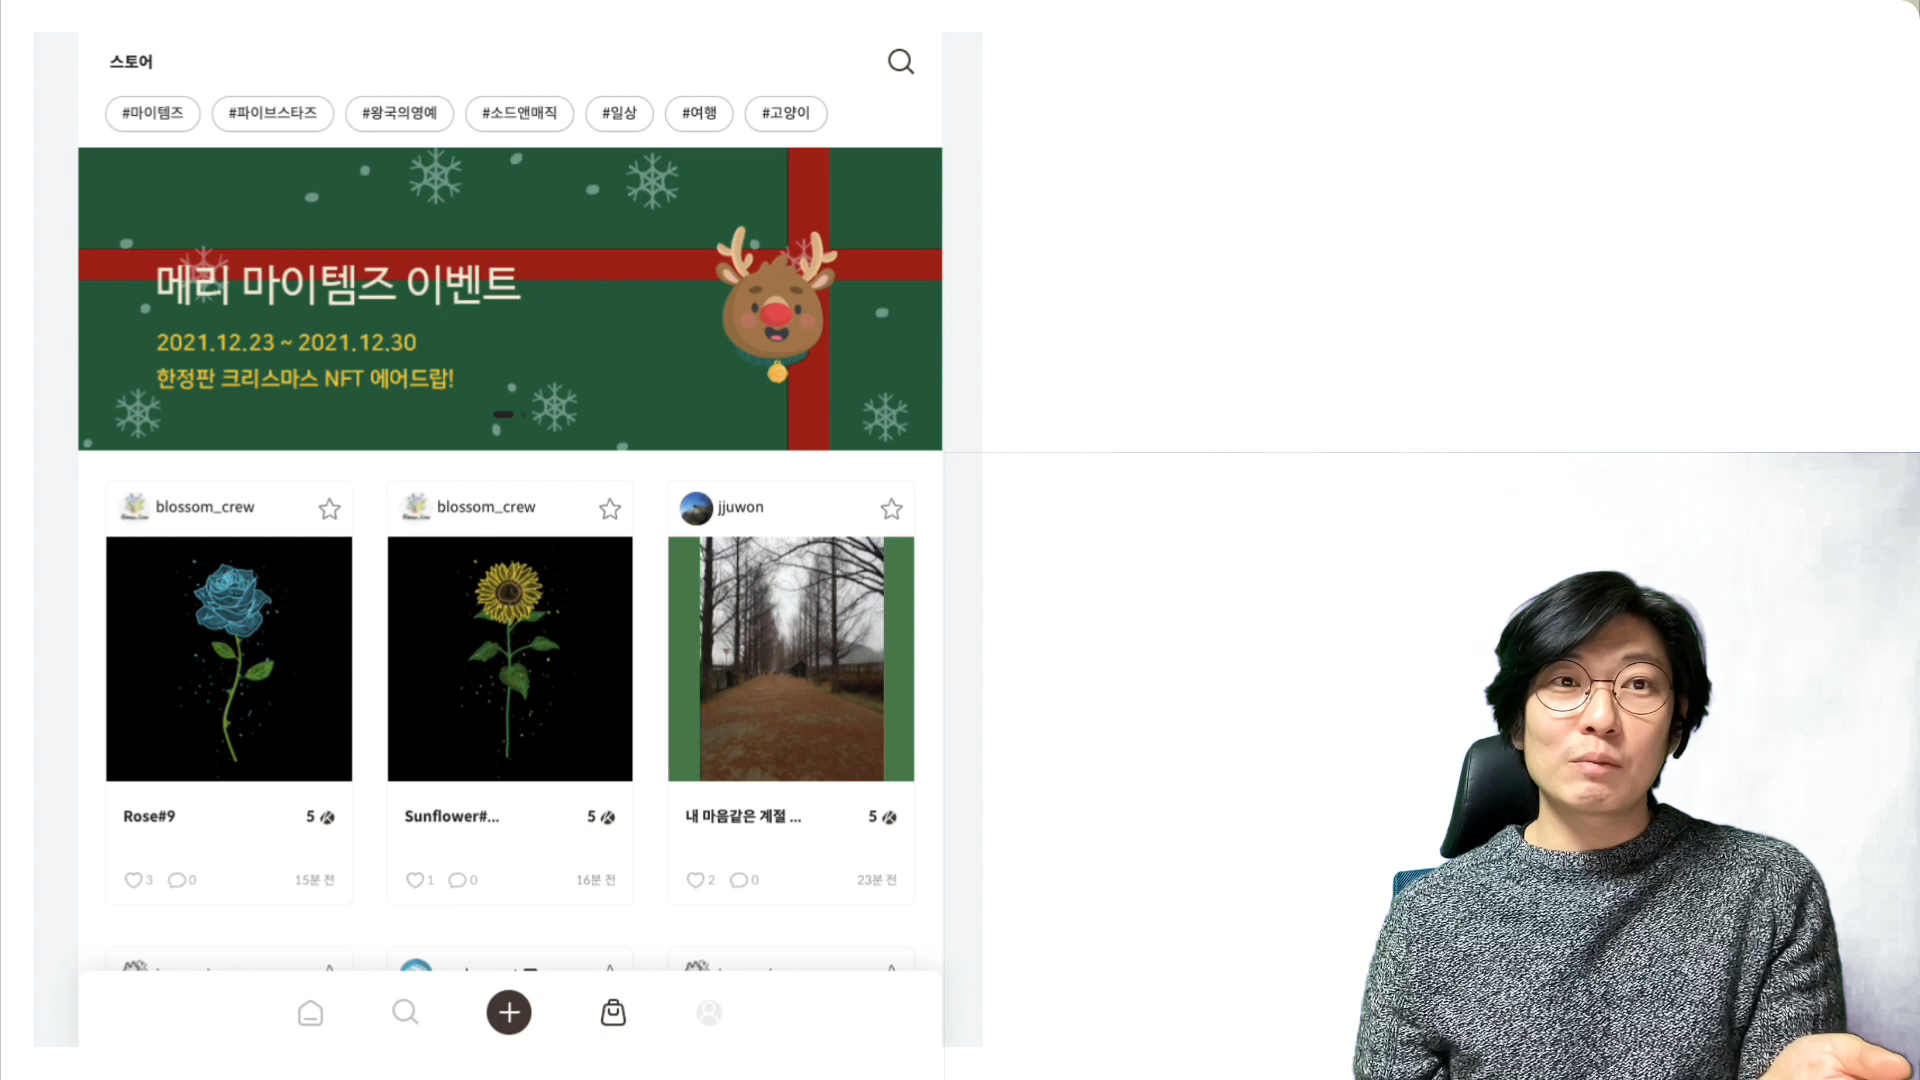 스토어
#마이템즈 #파이브스타즈 #왕국의영예 #소드앤매직 #일상 #여행 #고양이
메리 마이템즈 이벤트
2021.12.23 ~ 2021.12.30
한정판 크리스마스 NFT 에어드랍!
blossom_crew blossom_crew jjuwon
Rose#9 5 Sunflower#... 5 내 마음같은 계절 ... 5
3 0 15분 전 1 0 16분 전 2 0 23분 전